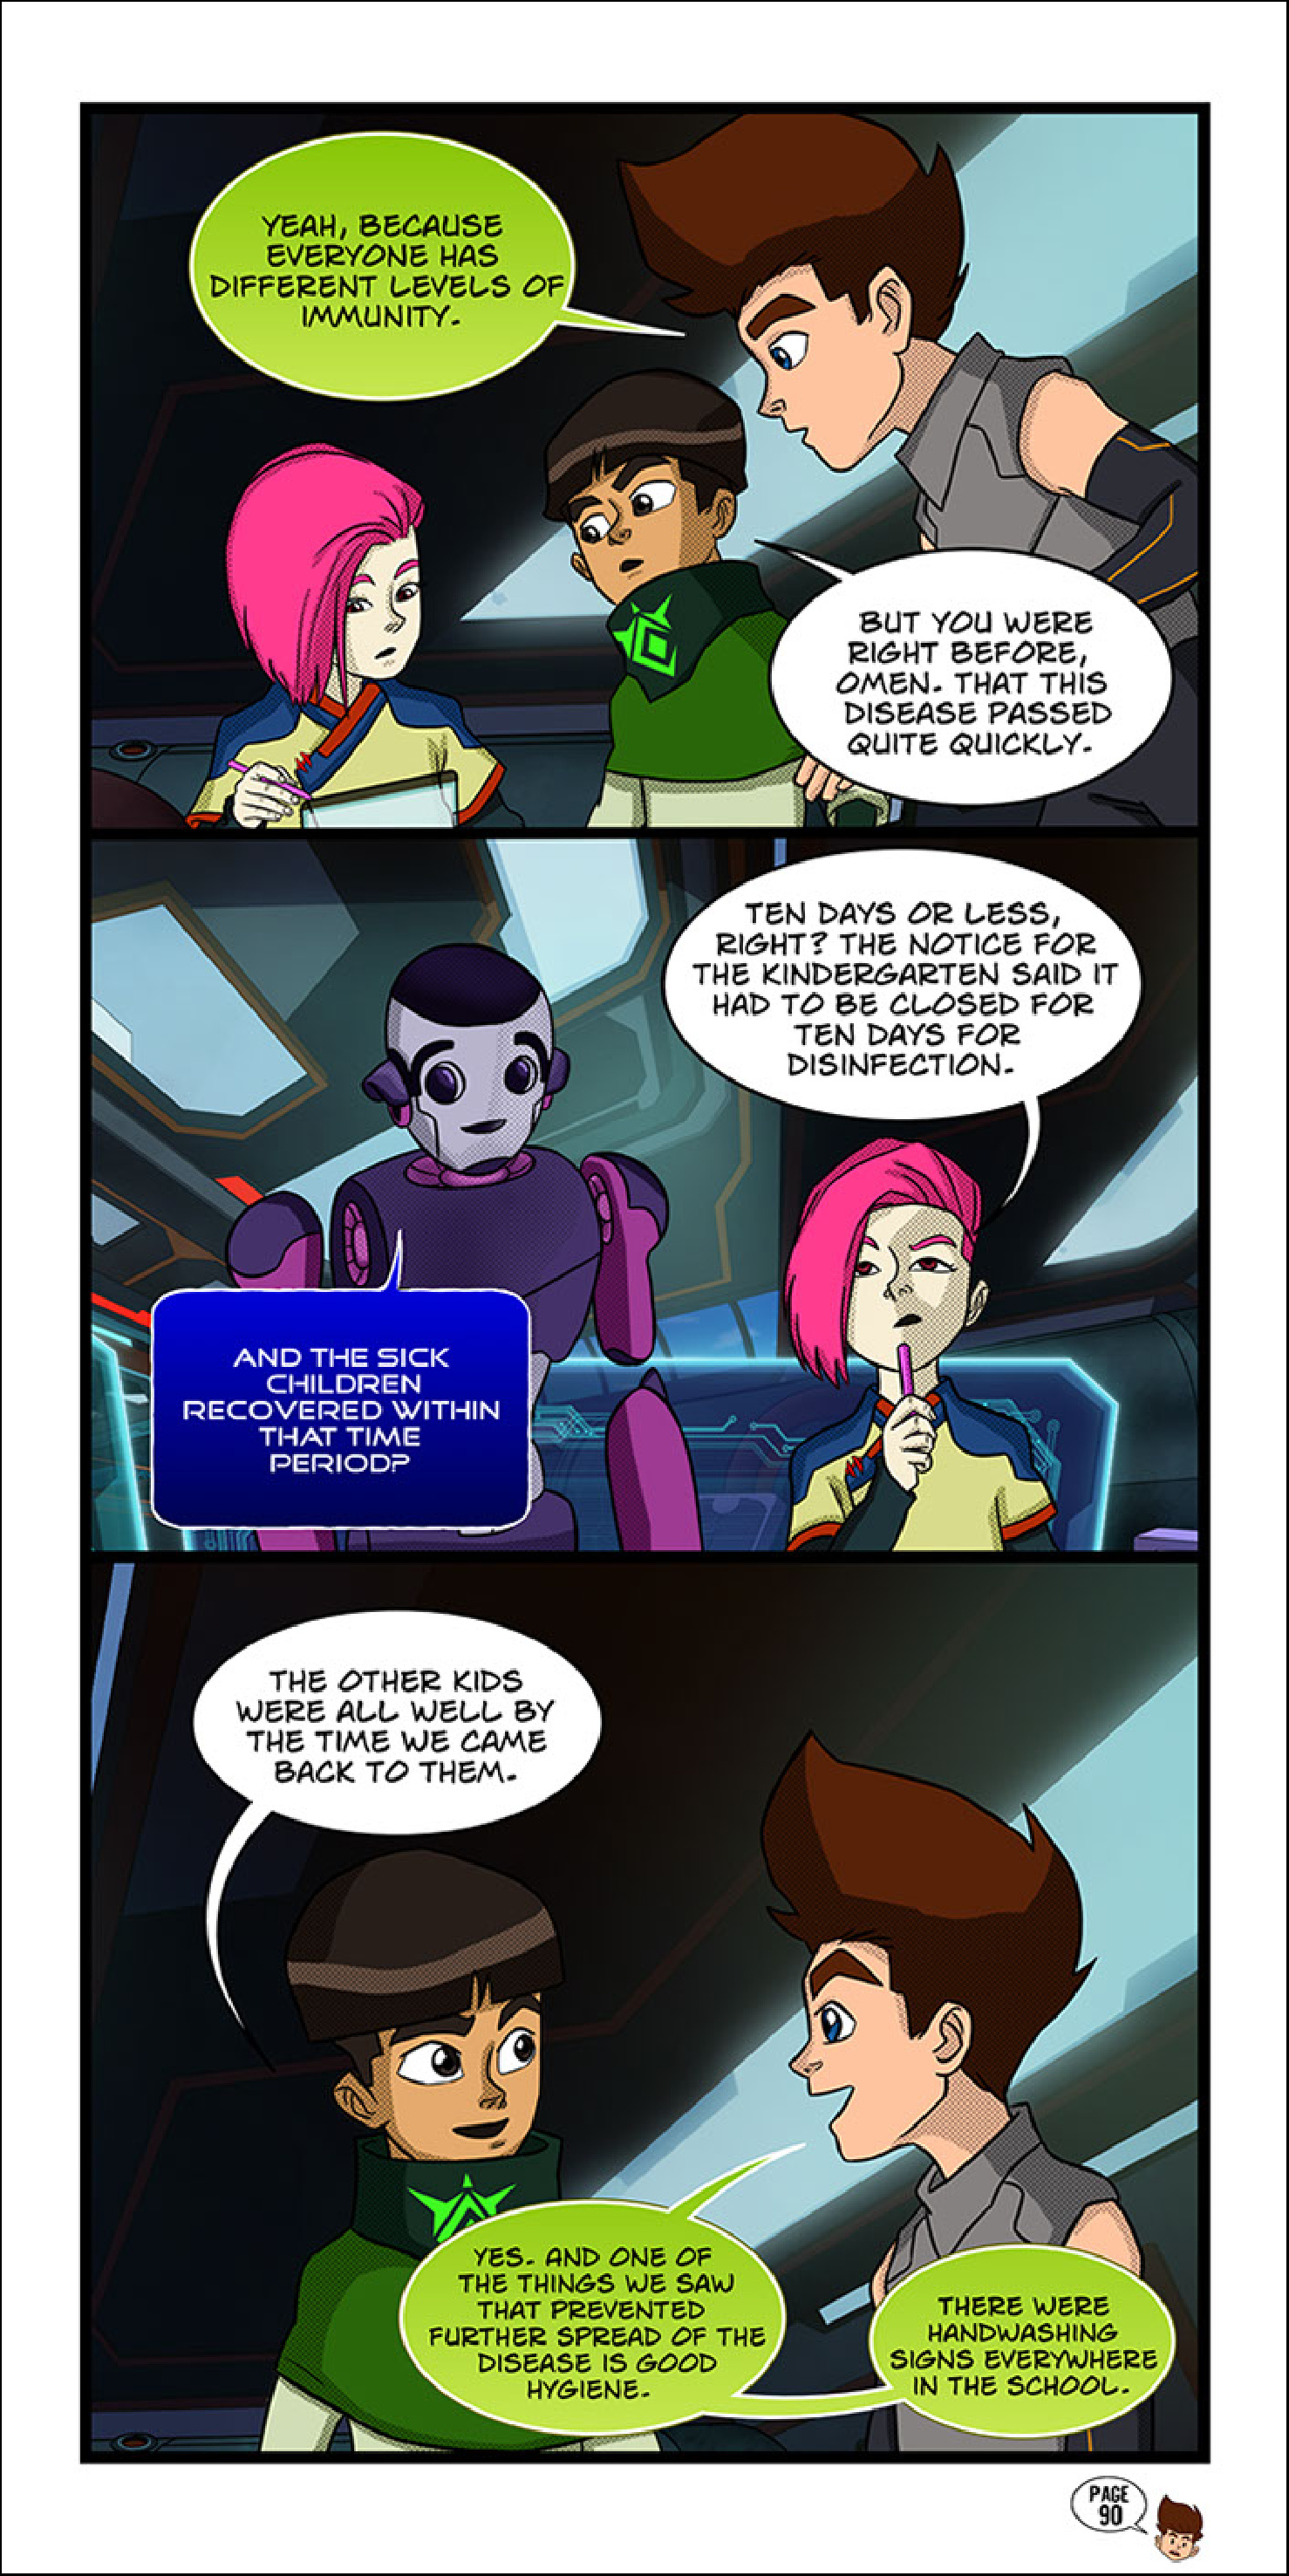 YEAH, BECAUSE
EVERYONE HAS
DIFFERENT LEVELS OF
IMMUNITY.
BUT YOU WERE
RIGHT BEFORE,
OMEN. THAT THIS
DISEASE PASSED
QUITE QUICKLY.
TEN DAYS OR LESS,
RIGHT? THE NOTICE FOR
THE KINDERGARTEN SAID IT
HAD TO BE CLOSED FOR
TEN DAYS FOR
DISINFECTION.
AND THE SICK
CHILDREN
RECOVERED WITHIN
THAT TIME
PERIOD?
THE OTHER KIDS
WERE ALL WELL BY
THE TIME WE CAME
BACK TO THEM.
YES. AND ONE OF
THE THINGS WE SAW
THAT PREVENTED
FURTHER SPREAD OF THE
DISEASE IS GOOD
HYGIENE.
THERE WERE
HANDWASHING
SIGNS EVERYWHERE
IN THE SCHOOL.
PAGE
90